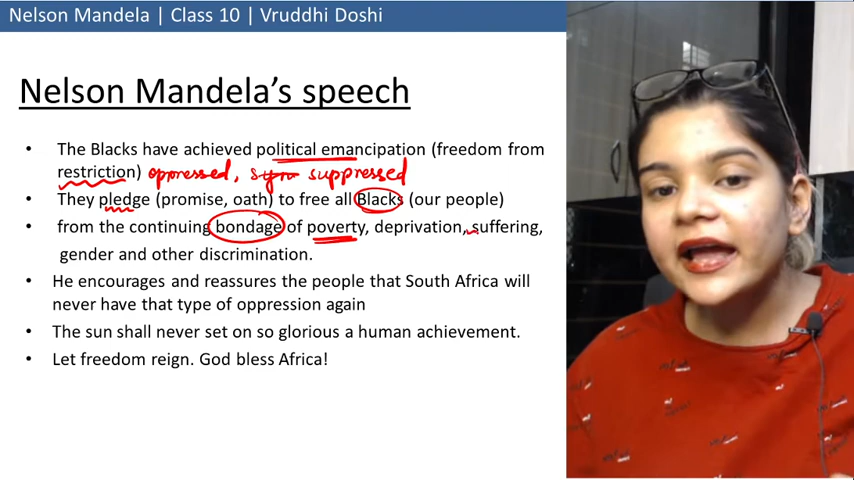 Nelson Mandela | Class 10 | Vruddhi Doshi
Nelson Mandela's speech
• The Blacks have achieved political emancipation (freedom from
restriction) oppressed, suppressed
• They pledge (promise, oath) to free all Blacks (our people)
• from the continuing bondage of poverty, deprivation, suffering,
gender and other discrimination.
• He encourages and reassures the people that South Africa will
never have that type of oppression again
• The sun shall never set on so glorious a human achievement.
• Let freedom reign. God bless Africa!